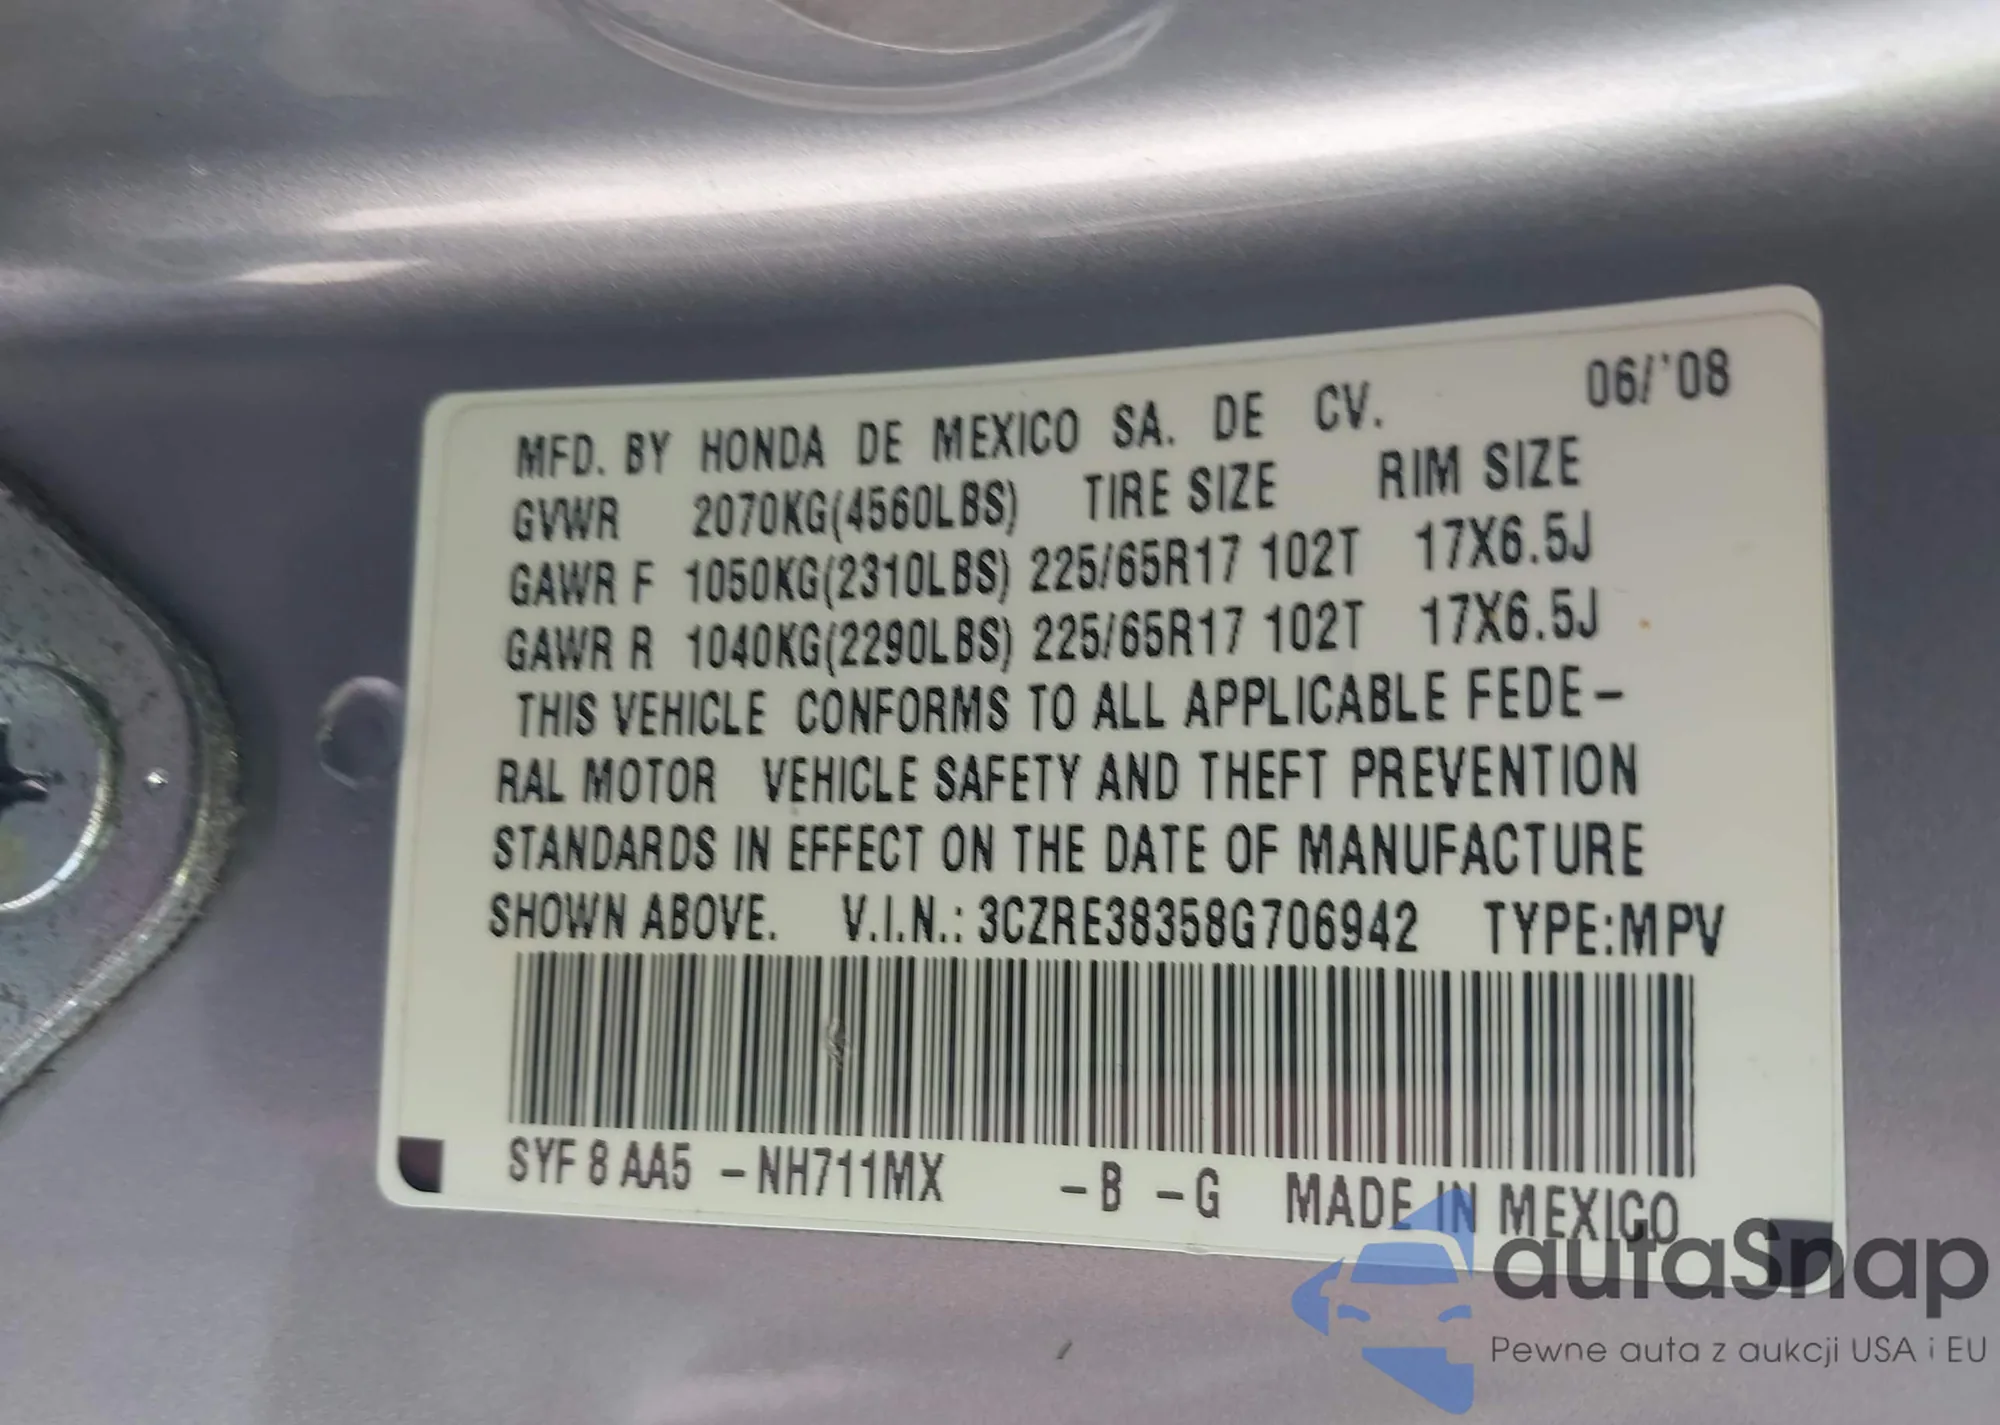 MFD. BY HONDA DE MEXICO SA. DE CV. 06/'08
GVWR 2070KG(4560LBS) TIRE SIZE RIM SIZE
GAWR F 1050KG(2310LBS) 225/65R17 102T 17X6.5J
GAWR R 1040KG(2290LBS) 225/65R17 102T 17X6.5J
THIS VEHICLE CONFORMS TO ALL APPLICABLE FEDE-
RAL MOTOR VEHICLE SAFETY AND THEFT PREVENTION
STANDARDS IN EFFECT ON THE DATE OF MANUFACTURE
SHOWN ABOVE. V.I.N.: 3CZRE38358G706942 TYPE:MPV
SYF 8 AA5 -NH711MX -B -G MADE IN MEXICO
autaSnap
Pewne auta z aukcji USA i EU